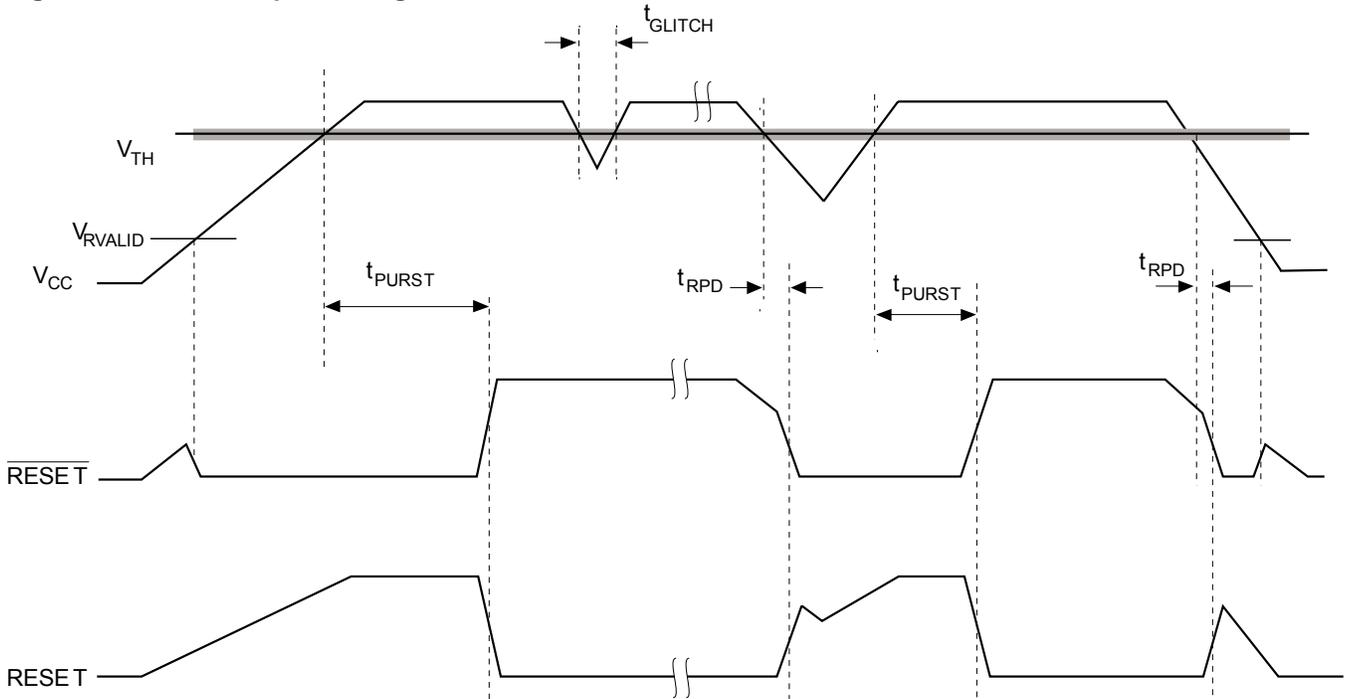 tGLITCH
VTH
VRVALID
VCC
tPURST
tRPD
tPURST
tRPD
RESET
RESET